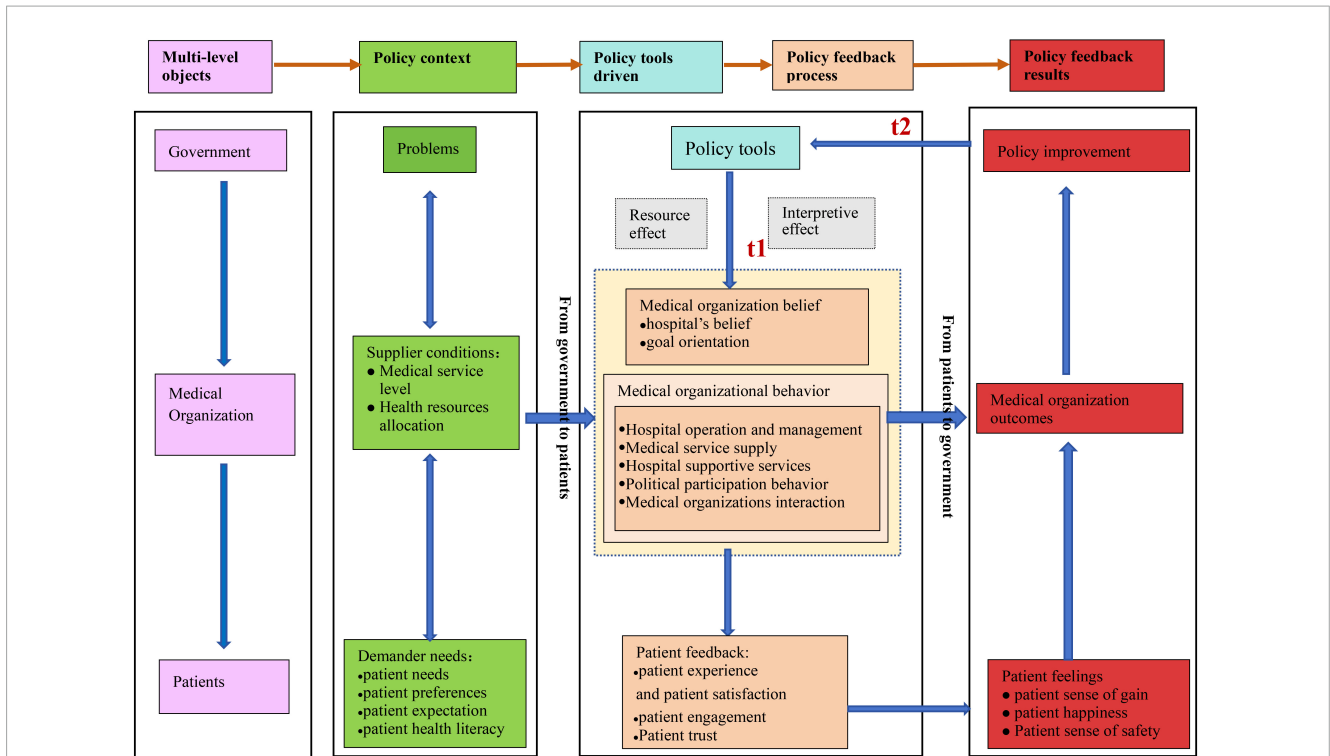 Multi-level
objects
Policy context
Policy tools
driven
Policy feedback
process
Policy feedback
results
Government
Medical
Organization
Patients
Problems
Supplier conditions：
● Medical service
level
● Health resources
allocation
Demander needs：
●patient needs
●patient preferences
●patient expectation
●patient health literacy
From government to patients
Policy tools
Resource
effect
Interpretive
effect
t1
t2
Medical organization belief
●hospital’s belief
●goal orientation
Medical organizational behavior
●Hospital operation and management
●Medical service supply
●Hospital supportive services
●Political participation behavior
●Medical organizations interaction
Patient feedback:
●patient experience
and patient satisfaction
●patient engagement
●Patient trust
From patients to government
Policy improvement
Medical organization
outcomes
Patient feelings
● patient sense of gain
● patient happiness
● Patient sense of safety